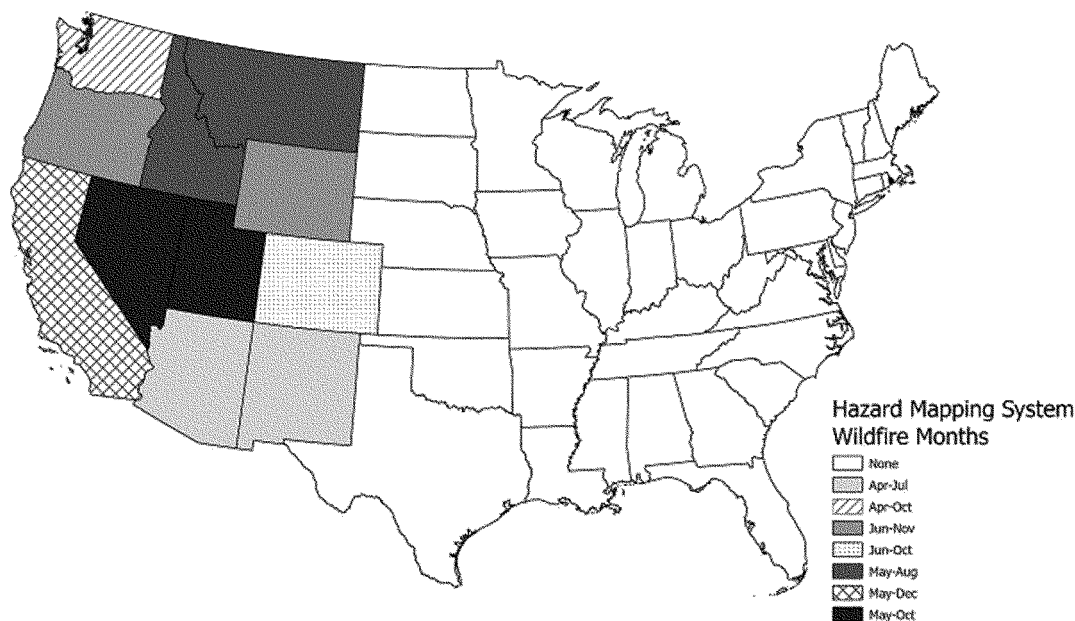 Hazard Mapping System
Wildfire Months
None
Apr-Jul
Apr-Oct
Jun-Nov
Jun-Oct
May-Aug
May-Dec
May-Oct